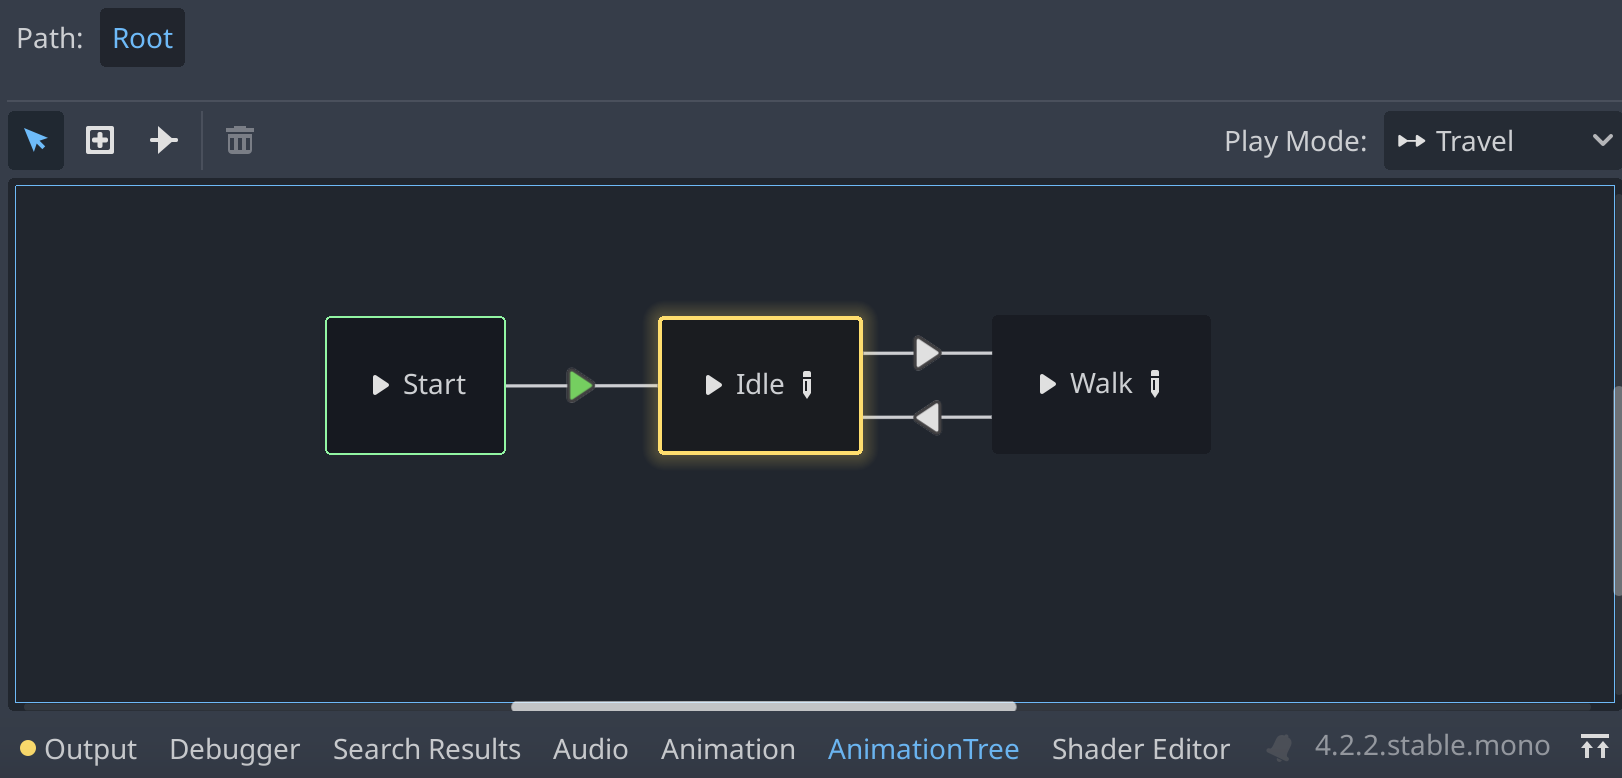 Path: Root
Play Mode: Travel
Start Idle Walk
Output Debugger Search Results Audio Animation AnimationTree Shader Editor 4.2.2.stable.mono